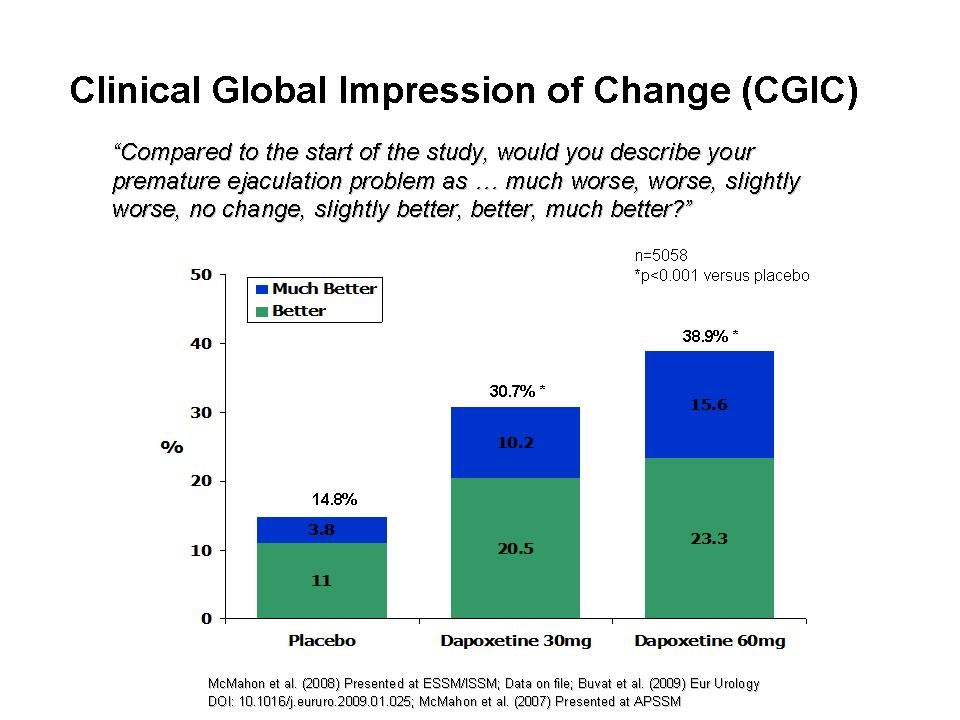 Clinical Global Impression of Change (CGIC)
“Compared to the start of the study, would you describe your
premature ejaculation problem as … much worse, worse, slightly
worse, no change, slightly better, better, much better?”
n=5058
*p<0.001 versus placebo
50
40
30
20
10
0
%
Much Better
Better
14.8%
3.8
11
30.7% *
10.2
20.5
38.9% *
15.6
23.3
Placebo
Dapoxetine 30mg
Dapoxetine 60mg
McMahon et al. (2008) Presented at ESSM/ISSM; Data on file; Buvat et al. (2009) Eur Urology
DOI: 10.1016/j.eururo.2009.01.025; McMahon et al. (2007) Presented at APSSM